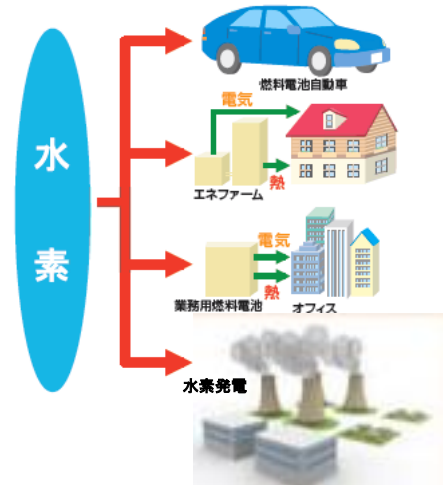 水素
燃料電池自動車
電気
熱
エネファーム
電気
熱
業務用燃料電池
オフィス
水素発電